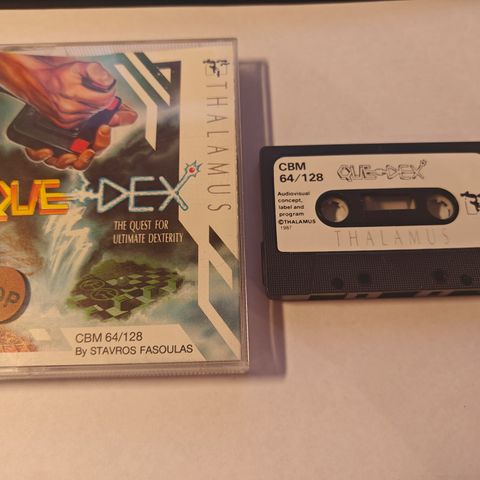 THALAMUS
QUE-DEX
THE QUEST FOR
ULTIMATE DEXTERITY
CBM 64/128
By STAVROS FASOULAS
CBM
64/128
QUE-DEX
Audiovisual
concept,
label and
program
©THALAMUS
1987
THALAMUS